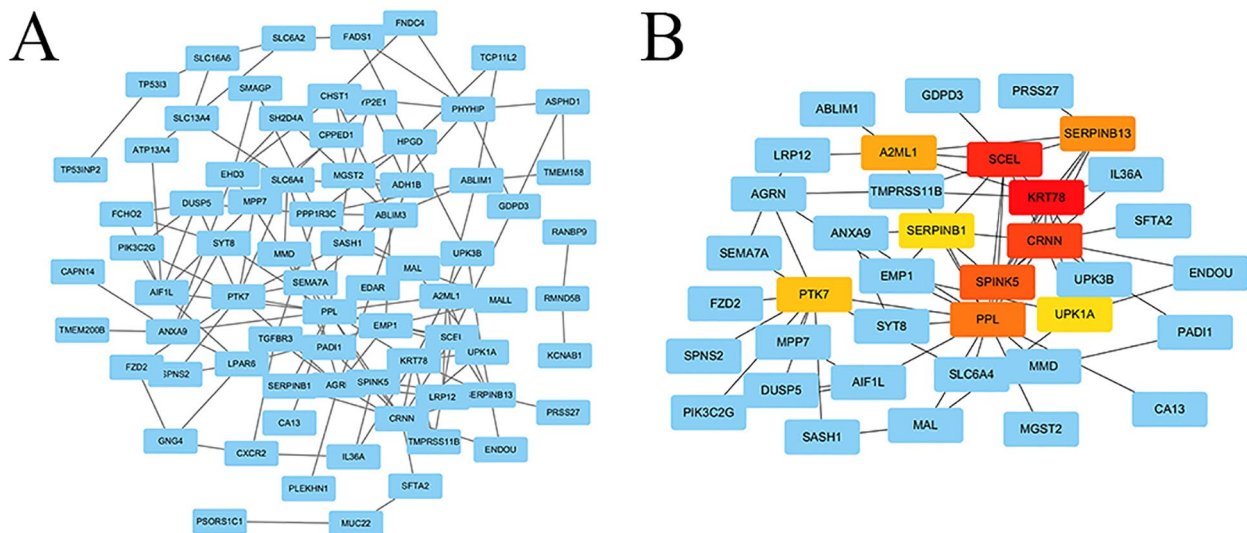 A
FNDC4
SLC6A2
FADS1
SLC16A6
TCP11L2
TP53I3
SMAGP
CHST1
YP2E1
PHYHIP
ASPHD1
SLC13A4
SH2D4A
CPPED1
HPGD
ATP13A4
TP53INP2
EHD3
SLC6A4
MGST2
ADH1B
ABLIM1
TMEM158
DUSP5
MPP7
PPP1R3C
ABLIM3
GDPD3
FCHO2
PIK3C2G
SYT8
MMD
SASH1
UPK3B
RANBP9
CAPN14
AIF1L
PTK7
SEMA7A
EDAR
MAL
A2ML1
MALL
RMND5B
TMEM200B
ANXA9
PPL
EMP1
SCEL
KCNAB1
FZD2
SPNS2
LPAR6
TGFBR3
PADI1
KRT78
UPK1A
SERPINB1
AGRI
SPINK5
LRP12
SERPINB13
PRSS27
GNG4
CA13
CRNN
TMPRSS11B
ENDOU
CXCR2
IL36A
PLEKHN1
SFTA2
PSORS1C1
MUC22
B
ABLIM1
GDPD3
PRSS27
SERPINB13
LRP12
A2ML1
SCEL
AGRN
TMPRSS11B
KRT78
IL36A
ANXA9
SERPINB1
CRNN
SFTA2
SEMA7A
EMP1
SPINK5
UPK3B
ENDOU
FZD2
PTK7
PPL
UPK1A
SPNS2
MPP7
SYT8
PADI1
PIK3C2G
DUSP5
AIF1L
SLC6A4
MMD
SASH1
MAL
MGST2
CA13